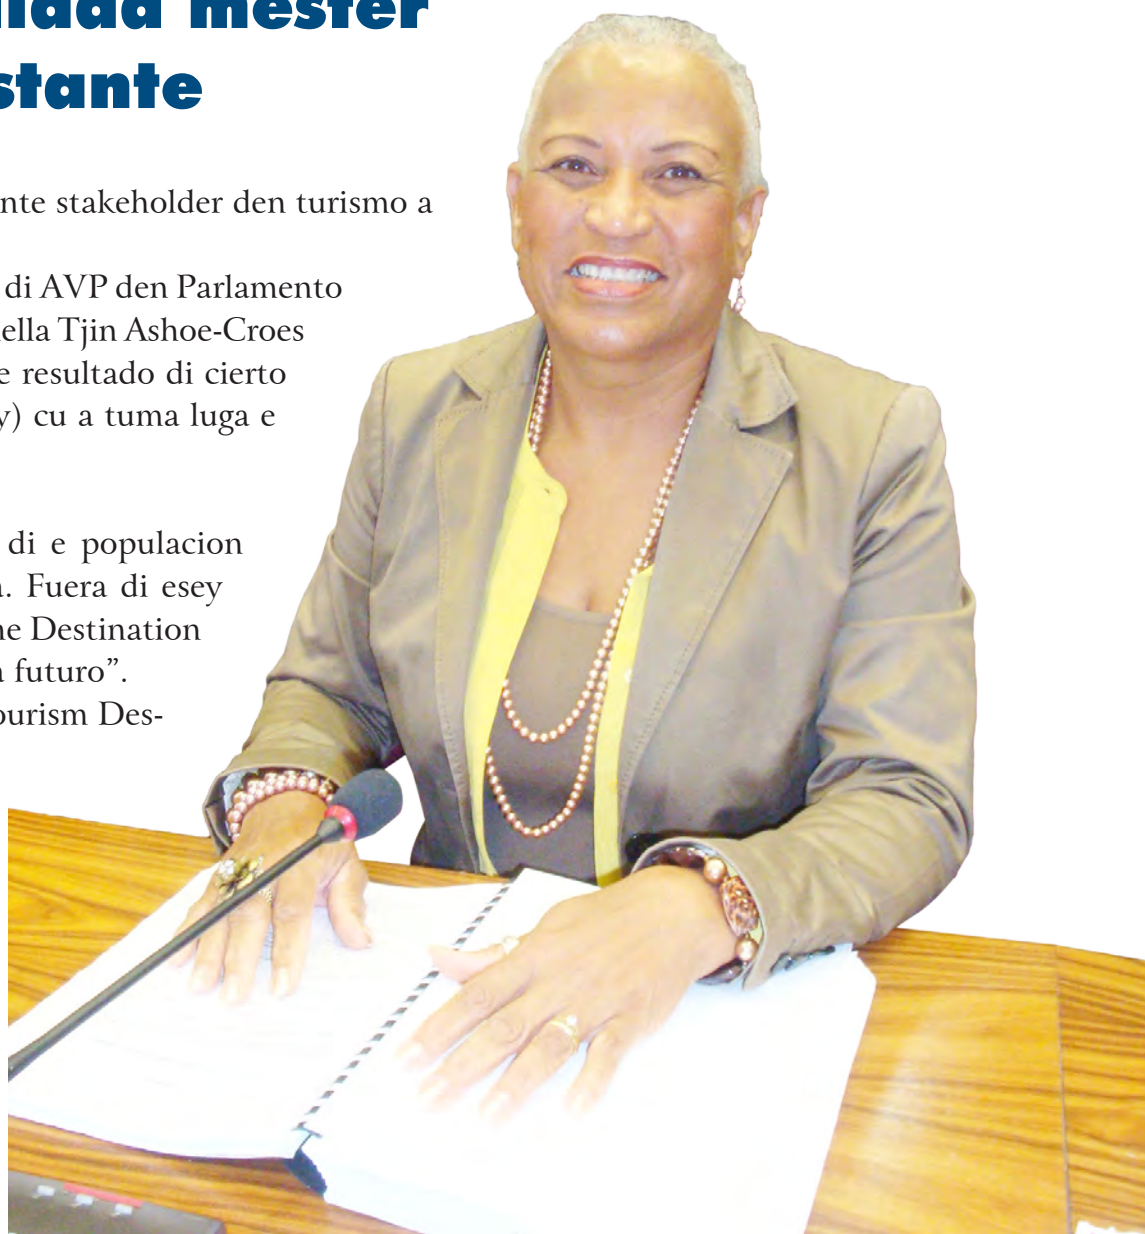 mester
stante
nte stakeholder den turismo a
di AVP den Parlamento
ella Tjin Ashoe-Croes
e resultado di cierto
y) cu a tuma luga e
di e populacion
a. Fuera di esey
ne Destination
a futuro”.
ourism Des-